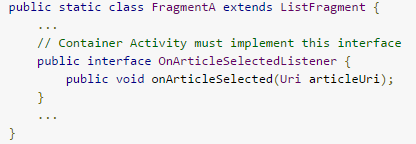 public static class FragmentA extends ListFragment {
    ...
    // Container Activity must implement this interface
    public interface OnArticleSelectedListener {
        public void onArticleSelected(Uri articleUri);
    }
    ...
}